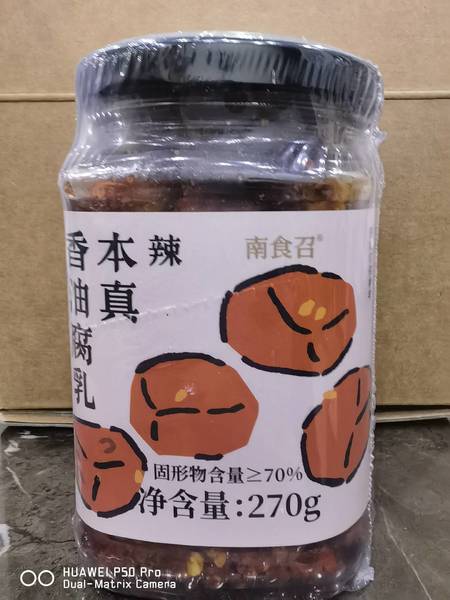 南食召®
辣
本真
香油腐乳
固形物含量≥70%
净含量:270g
HUAWEI P50 Pro
Dual-Matrix Camera